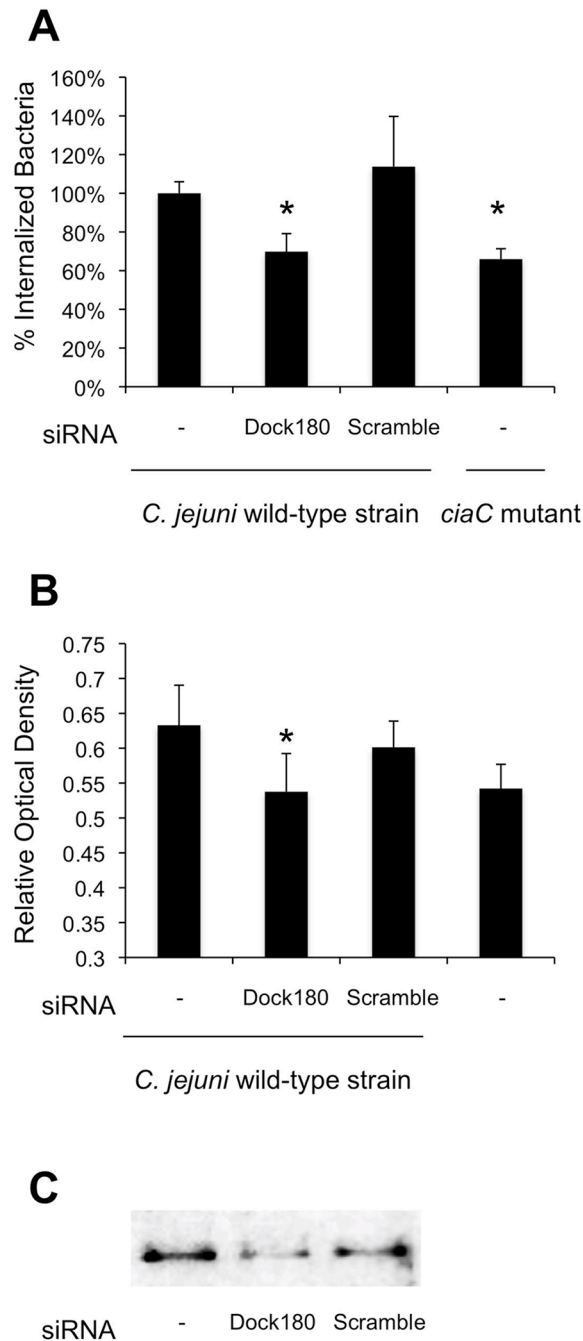 A
% Internalized Bacteria
160%
140%
120%
100%
80%
60%
40%
20%
0%
*
*
siRNA - Dock180 Scramble -
C. jejuni wild-type strain ciaC mutant
B
Relative Optical Density
0.75
0.7
0.65
0.6
0.55
0.5
0.45
0.4
0.35
0.3
*
siRNA - Dock180 Scramble -
C. jejuni wild-type strain
C
siRNA - Dock180 Scramble